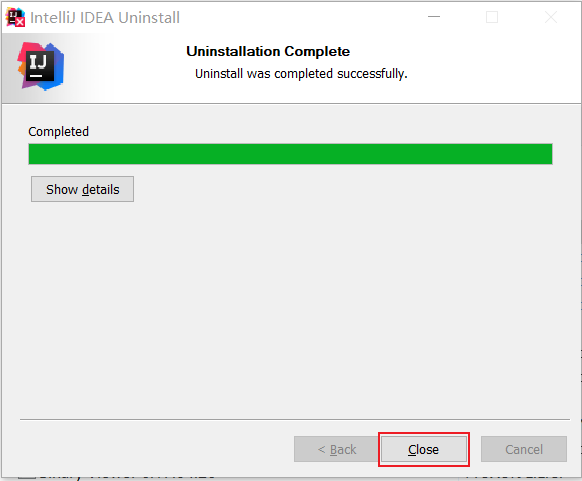 IntelliJ IDEA Uninstall
IJ
Uninstallation Complete
Uninstall was completed successfully.
Completed
Show details
< Back
Close
Cancel